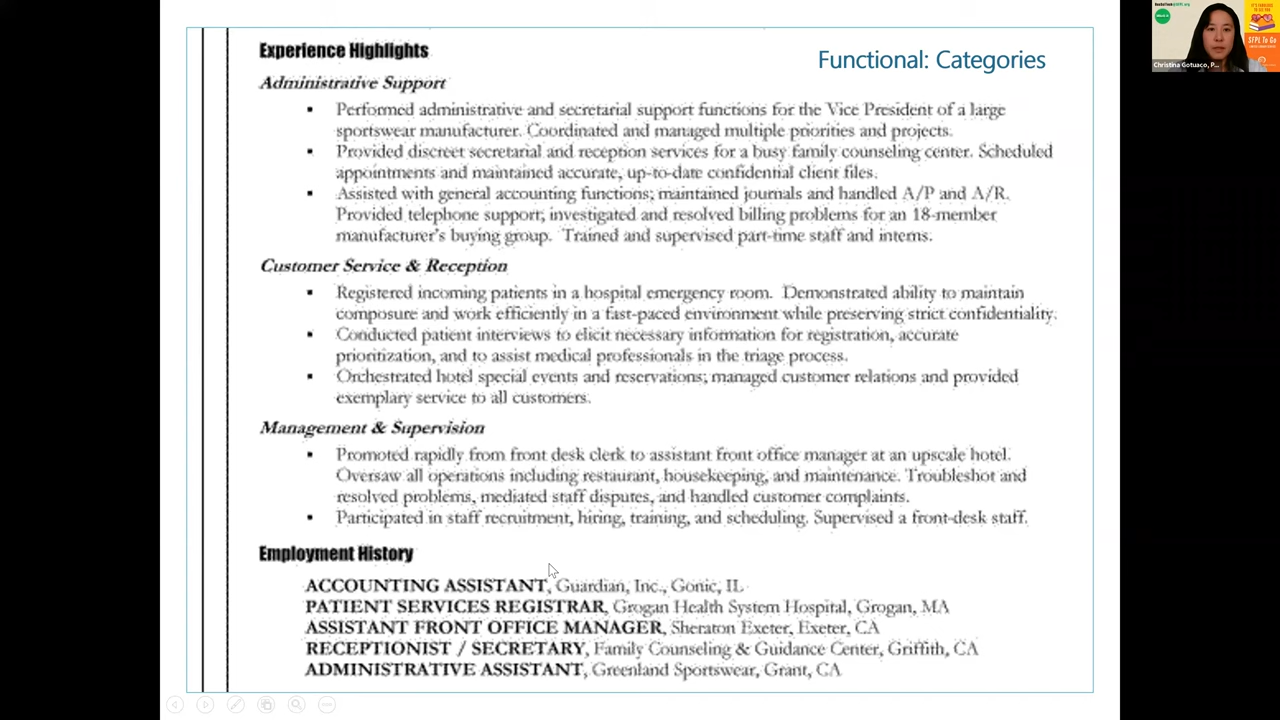 Functional: Categories
Experience Highlights
Administrative Support
▪ Performed administrative and secretarial support functions for the Vice President of a large
sportswear manufacturer. Coordinated and managed multiple priorities and projects.
▪ Provided discreet secretarial and reception services for a busy family counseling center. Scheduled
appointments and maintained accurate, up-to-date confidential client files.
▪ Assisted with general accounting functions; maintained journals and handled A/P and A/R.
Provided telephone support; investigated and resolved billing problems for an 18-member
manufacturer's buying group. Trained and supervised part-time staff and interns.
Customer Service & Reception
▪ Registered incoming patients in a hospital emergency room. Demonstrated ability to maintain
composure and work efficiently in a fast-paced environment while preserving strict confidentiality.
▪ Conducted patient interviews to elicit necessary information for registration, accurate
prioritization, and to assist medical professionals in the triage process.
▪ Orchestrated hotel special events and reservations; managed customer relations and provided
exemplary service to all customers.
Management & Supervision
▪ Promoted rapidly from front desk clerk to assistant front office manager at an upscale hotel.
Oversaw all operations including restaurant, housekeeping, and maintenance. Troubleshot and
resolved problems, mediated staff disputes, and handled customer complaints.
▪ Participated in staff recruitment, hiring, training, and scheduling. Supervised a front-desk staff.
Employment History
ACCOUNTING ASSISTANT, Guardian, Inc., Gonic, IL
PATIENT SERVICES REGISTRAR, Grogan Health System Hospital, Grogan, MA
ASSISTANT FRONT OFFICE MANAGER, Sheraton Exeter, Exeter, CA
RECEPTIONIST / SECRETARY, Family Counseling & Guidance Center, Griffith, CA
ADMINISTRATIVE ASSISTANT, Greenland Sportswear, Grant, CA
SFPL To Go
Christina Gotuaco, P...